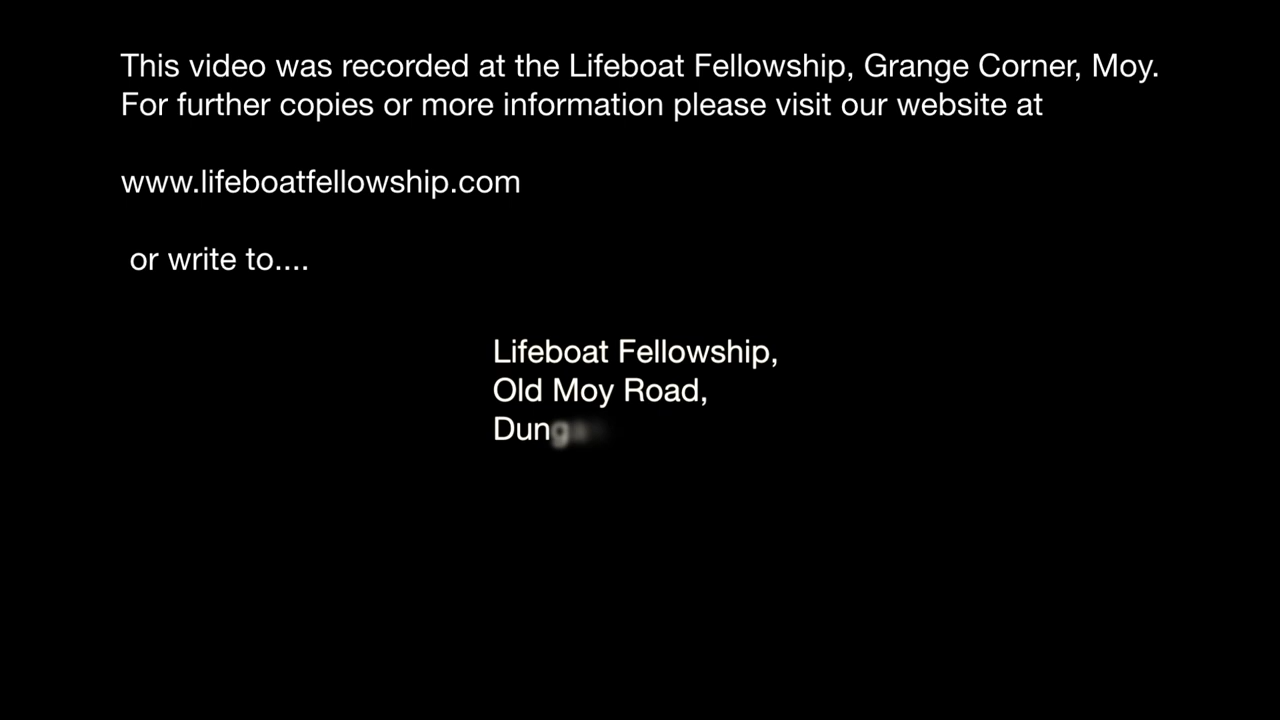 This video was recorded at the Lifeboat Fellowship, Grange Corner, Moy.
For further copies or more information please visit our website at
www.lifeboatfellowship.com
or write to....
Lifeboat Fellowship,
Old Moy Road,